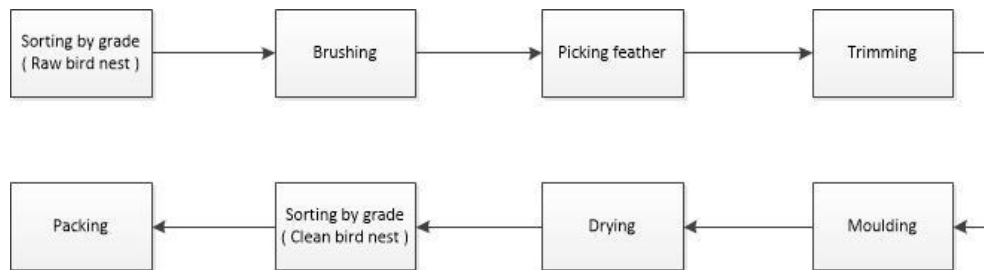 Sorting by grade
( Raw bird nest )
Brushing
Picking feather
Trimming
Moulding
Drying
Sorting by grade
( Clean bird nest )
Packing